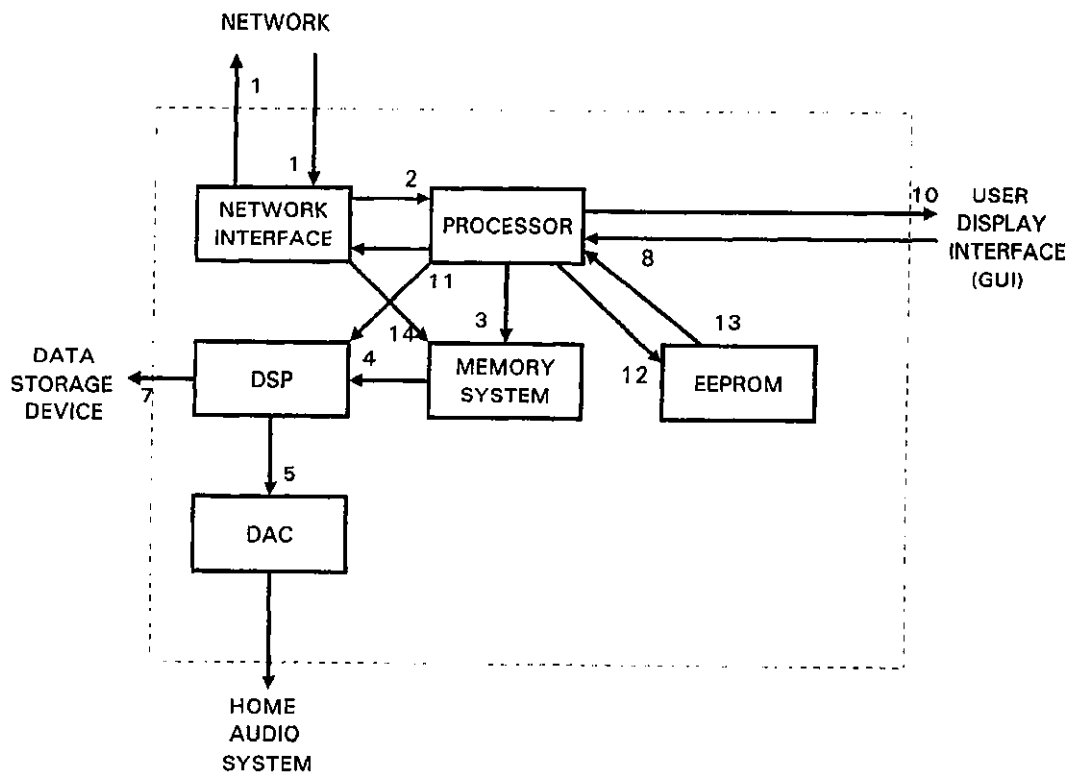 NETWORK
1
1
2
10
NETWORK
INTERFACE
PROCESSOR
USER
DISPLAY
INTERFACE
(GUI)
8
11
14
3
13
12
4
DATA
STORAGE
DEVICE
7
DSP
MEMORY
SYSTEM
EEPROM
5
DAC
HOME
AUDIO
SYSTEM